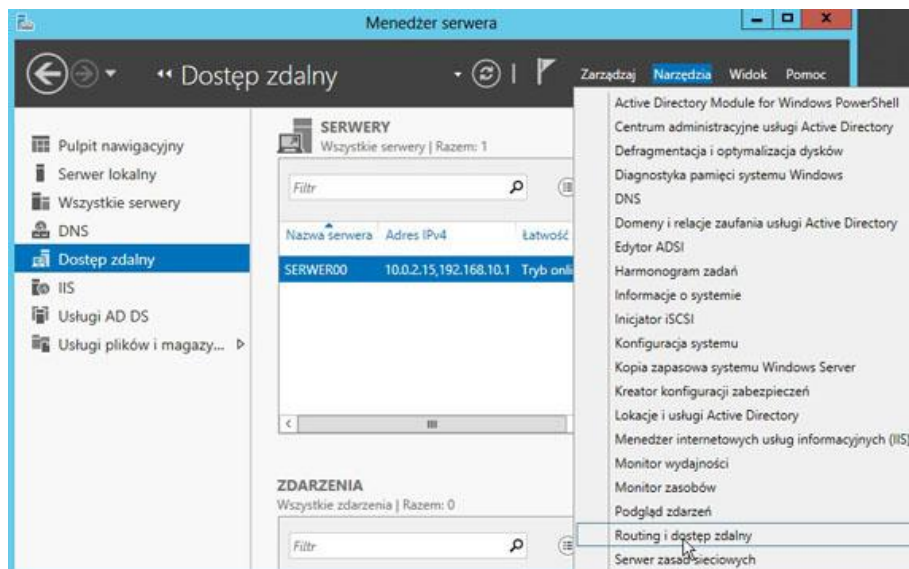 Menedżer serwera
Dostęp zdalny
Zarządzaj Narzędzia Widok Pomoc
Pulpit nawigacyjny
Serwer lokalny
Wszystkie serwery
DNS
Dostęp zdalny
IIS
Usługi AD DS
Usługi plików i magazy...
SERWERY
Wszystkie serwery | Razem: 1
Filtr
Nazwa serwera Adres IPv4 Łatwość
SERWER00 10.0.2.15,192.168.10.1 Tryb onli
ZDARZENIA
Wszystkie zdarzenia | Razem: 0
Filtr
Active Directory Module for Windows PowerShell
Centrum administracyjne usługi Active Directory
Defragmentacja i optymalizacja dysków
Diagnostyka pamięci systemu Windows
DNS
Domeny i relacje zaufania usługi Active Directory
Edytor ADSI
Harmonogram zadań
Informacje o systemie
Inicjator iSCSI
Konfiguracja systemu
Kopia zapasowa systemu Windows Server
Kreator konfiguracji zabezpieczeń
Lokacje i usługi Active Directory
Menedżer internetowych usług informacyjnych (IIS)
Monitor wydajności
Monitor zasobów
Podgląd zdarzeń
Routing i dostęp zdalny
Serwer zasad sieciowych